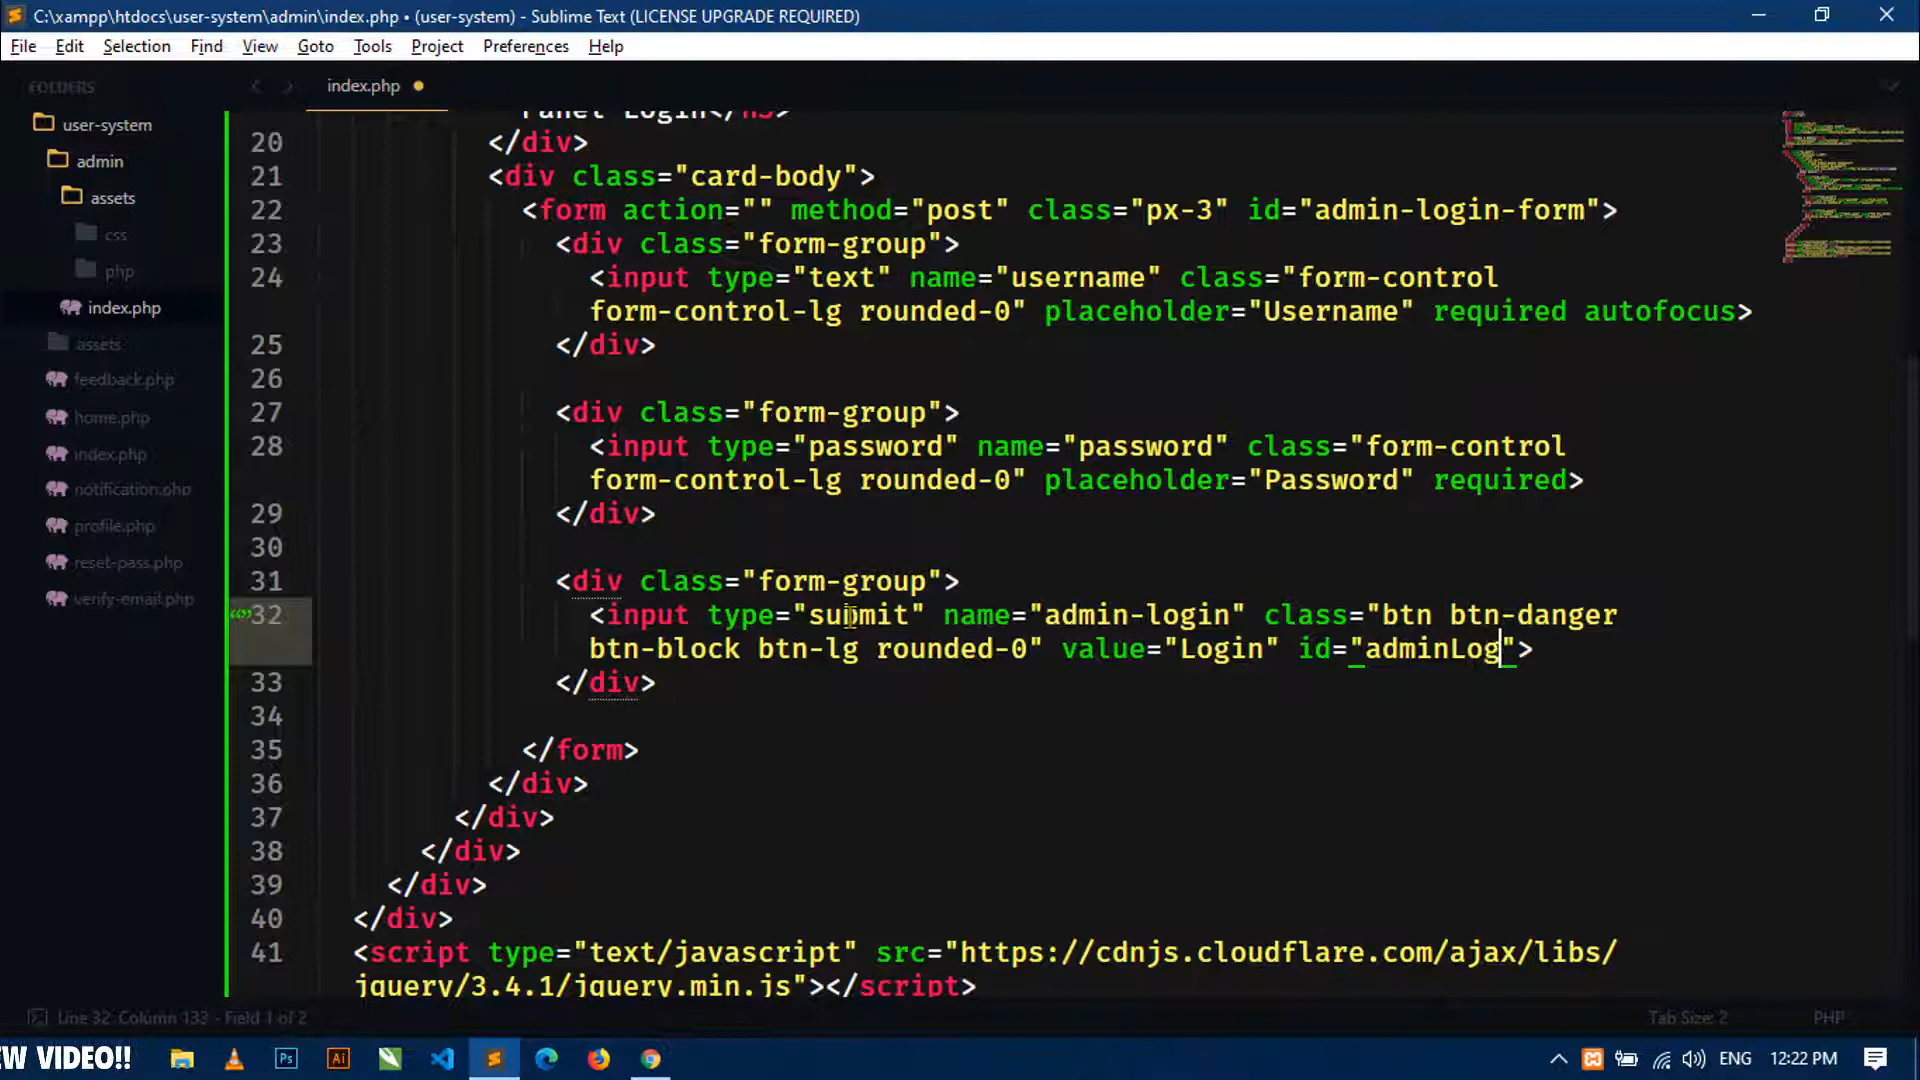 C:\xampp\htdocs\user-system\admin\index.php • (user-system) - Sublime Text (LICENSE UPGRADE REQUIRED)
File Edit Selection Find View Goto Tools Project Preferences Help
FOLDERS
index.php
user-system
admin
assets
css
php
index.php
assets
feedback.php
home.php
index.php
notification.php
profile.php
reset-pass.php
verify-email.php
Panel Login</h3>
20 </div>
21 <div class="card-body">
22 <form action="" method="post" class="px-3" id="admin-login-form">
23 <div class="form-group">
24 <input type="text" name="username" class="form-control
form-control-lg rounded-0" placeholder="Username" required autofocus>
25 </div>
26
27 <div class="form-group">
28 <input type="password" name="password" class="form-control
form-control-lg rounded-0" placeholder="Password" required>
29 </div>
30
31 <div class="form-group">
32 <input type="submit" name="admin-login" class="btn btn-danger
btn-block btn-lg rounded-0" value="Login" id="adminLog">
33 </div>
34
35 </form>
36 </div>
37 </div>
38 </div>
39 </div>
40 </div>
41 <script type="text/javascript" src="https://cdnjs.cloudflare.com/ajax/libs/
jquery/3.4.1/jquery.min.js"></script>
Line 32, Column 133 - Field 1 of 2
Tab Size: 2 PHP
EW VIDEO!!
Ps
Ai
ENG 12:22 PM